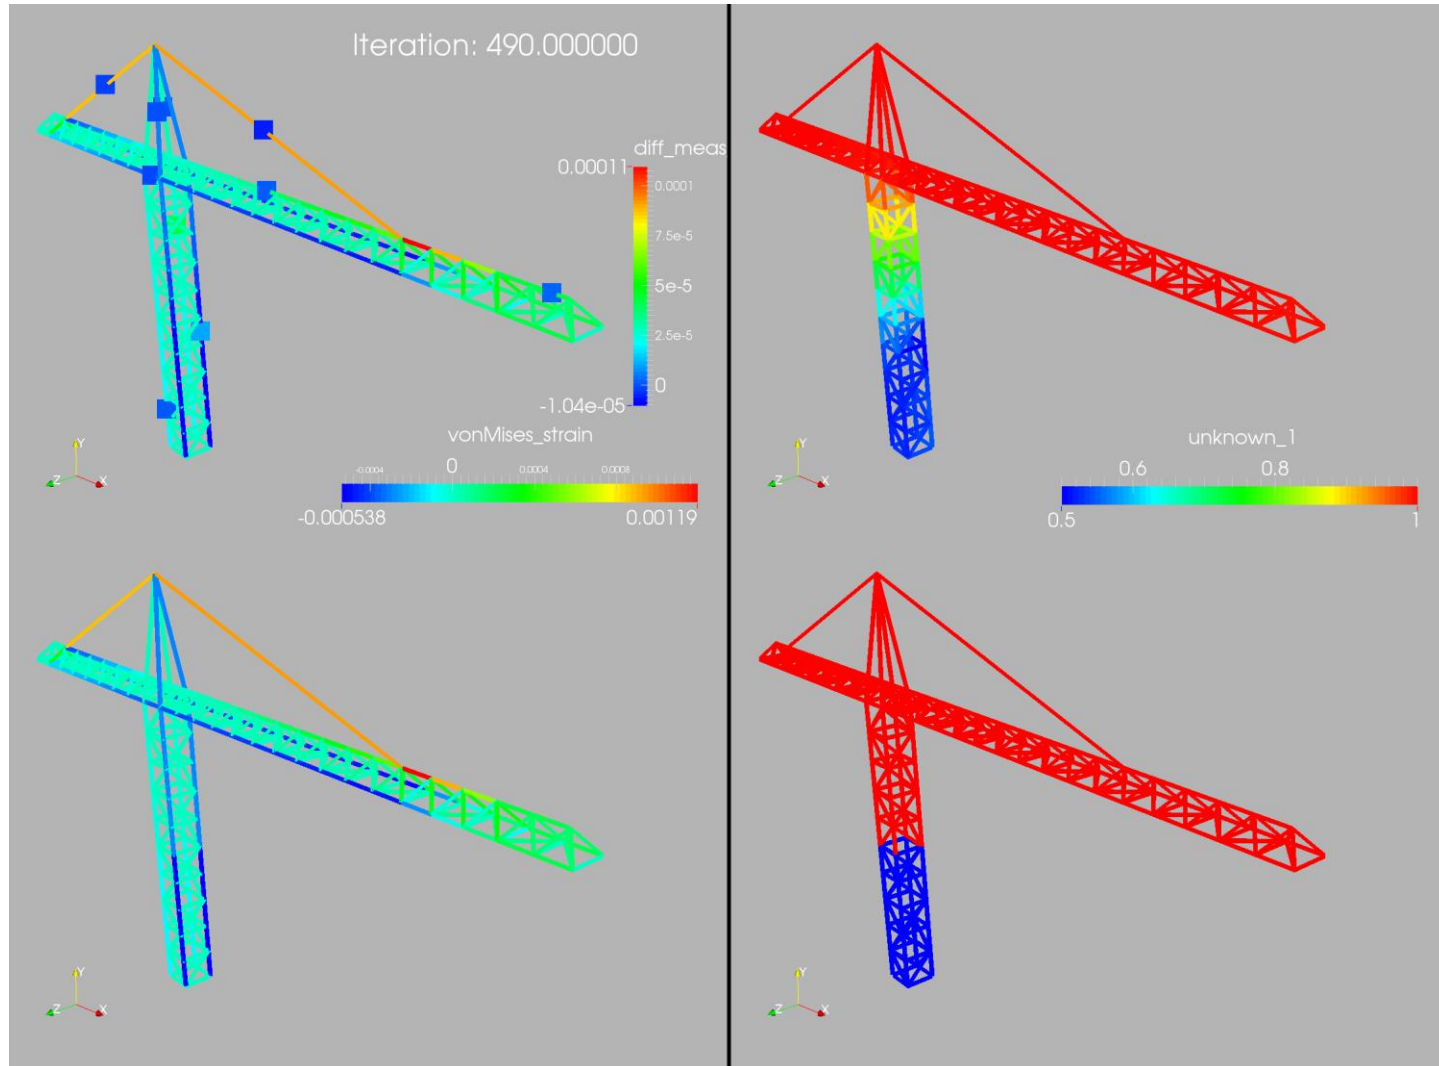 Iteration: 490.000000
diff_meas
0.00011
0.0001
7.5e-5
5e-5
2.5e-5
0
-1.04e-05
vonMises_strain
-0.0004 0 0.0004 0.0008
-0.000538 0.00119
Y
Z X
unknown_1
0.6 0.8
0.5 1
Y
Z X
Y
Z X
Y
Z X